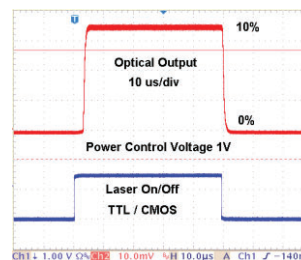 T
10%
Optical Output
10 us/div
0%
Power Control Voltage 1V
Laser On/Off
TTL / CMOS
Ch1↓ 1.00 V Ω Ch2 10.0mV H 10.0µs A Ch1 -140m